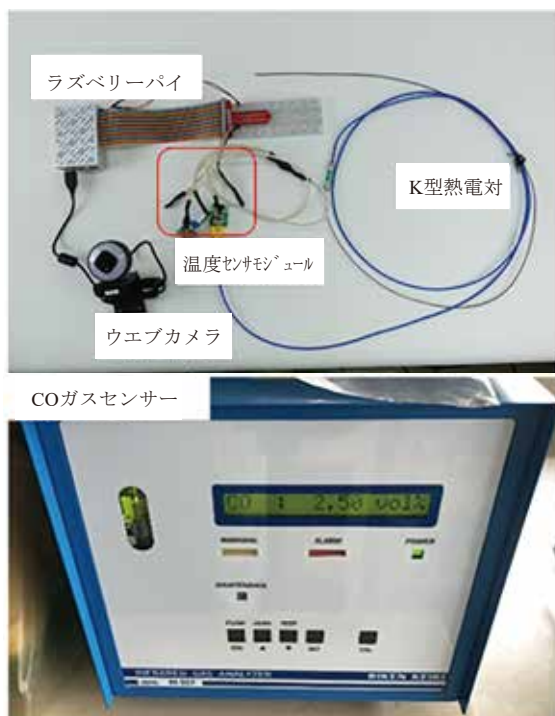 ラズベリーパイ
K型熱電対
温度ｾﾝｻﾓｼﾞｭｰﾙ
ウエブカメラ
COガスセンサー
CO : 2.50 vol%
WARNING ALARM POWER
MAINTENANCE
INFRARED GAS ANALYZER RIKEN KEIKI